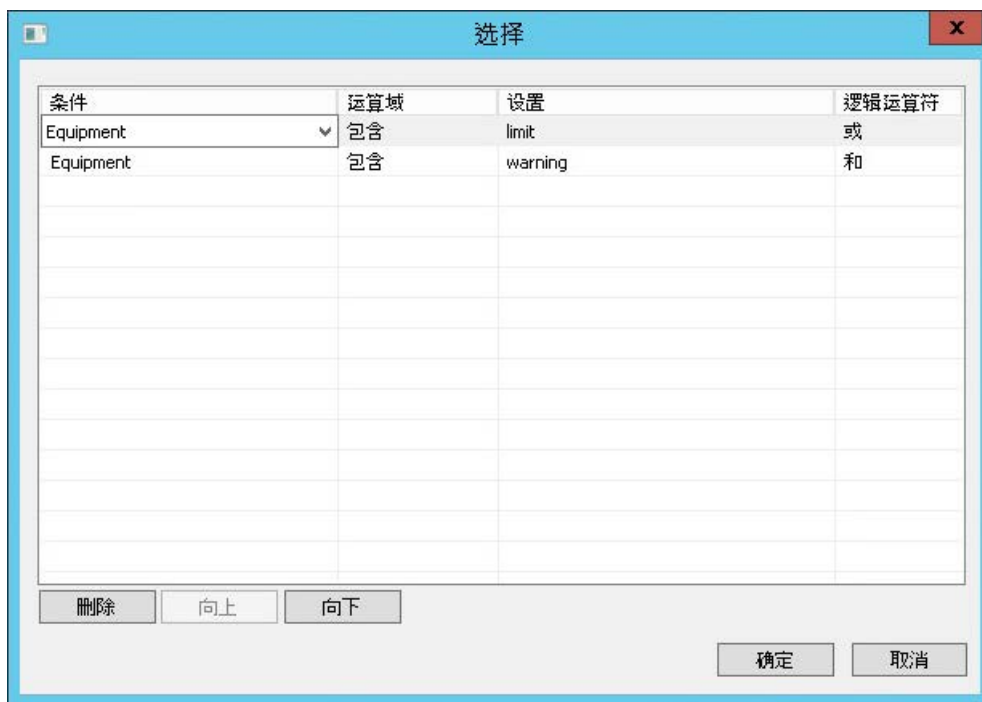 选择
条件 运算域 设置 逻辑运算符
Equipment 包含 limit 或
Equipment 包含 warning 和
删除 向上 向下
确定 取消